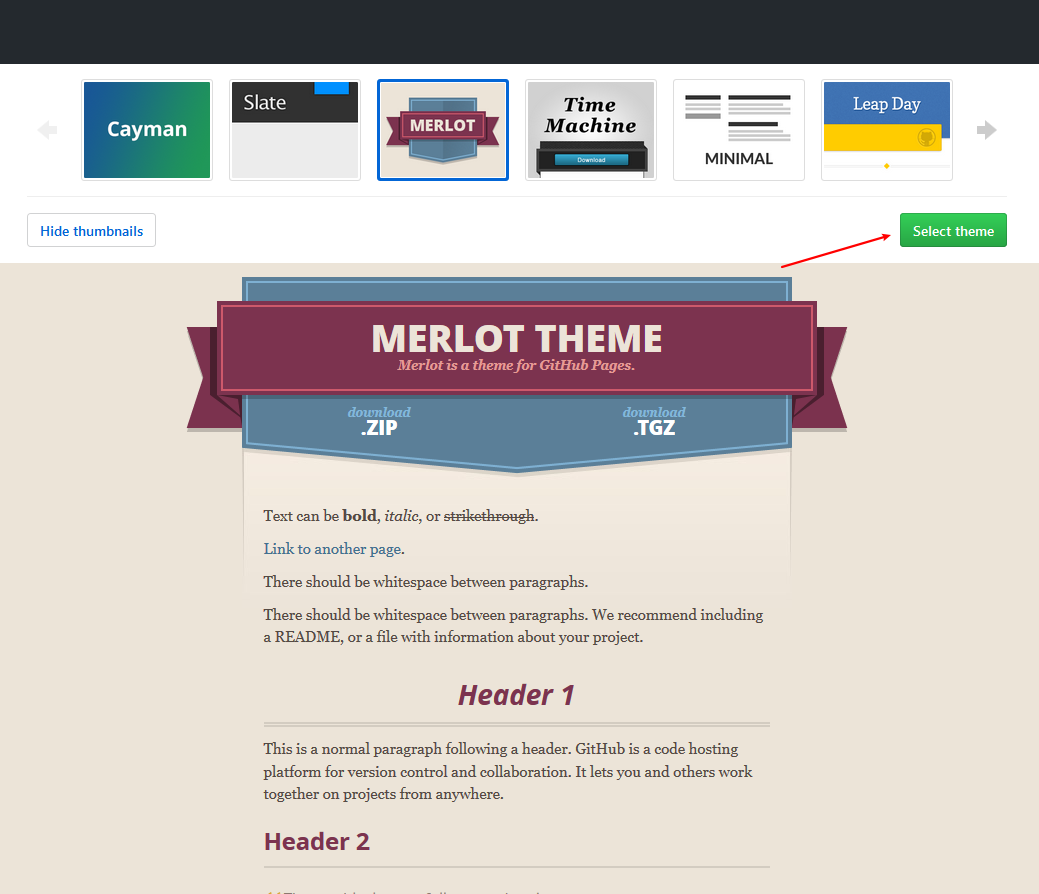 Cayman
Slate
MERLOT
Time
Machine
Download
MINIMAL
Leap Day
Hide thumbnails
Select theme
MERLOT THEME
Merlot is a theme for GitHub Pages.
download
.ZIP
download
.TGZ
Text can be bold, italic, or strikethrough.
Link to another page.
There should be whitespace between paragraphs.
There should be whitespace between paragraphs. We recommend including
a README, or a file with information about your project.
Header 1
This is a normal paragraph following a header. GitHub is a code hosting
platform for version control and collaboration. It lets you and others work
together on projects from anywhere.
Header 2